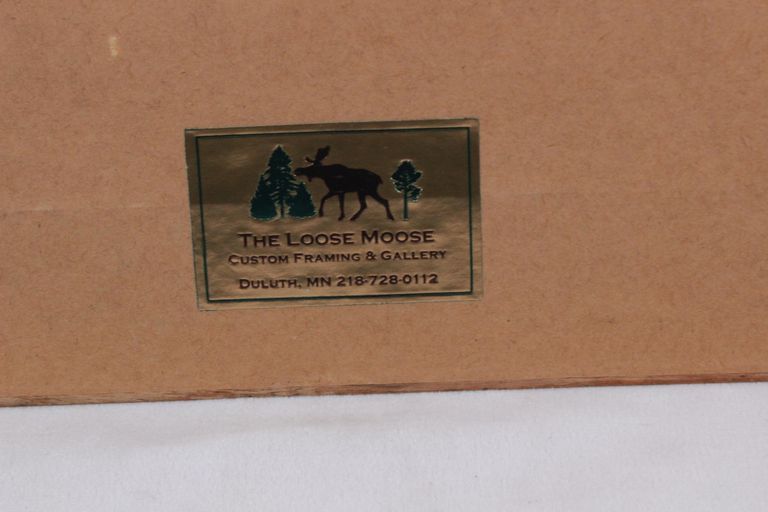 The Loose Moose
Custom Framing & Gallery
Duluth, MN 218-728-0112